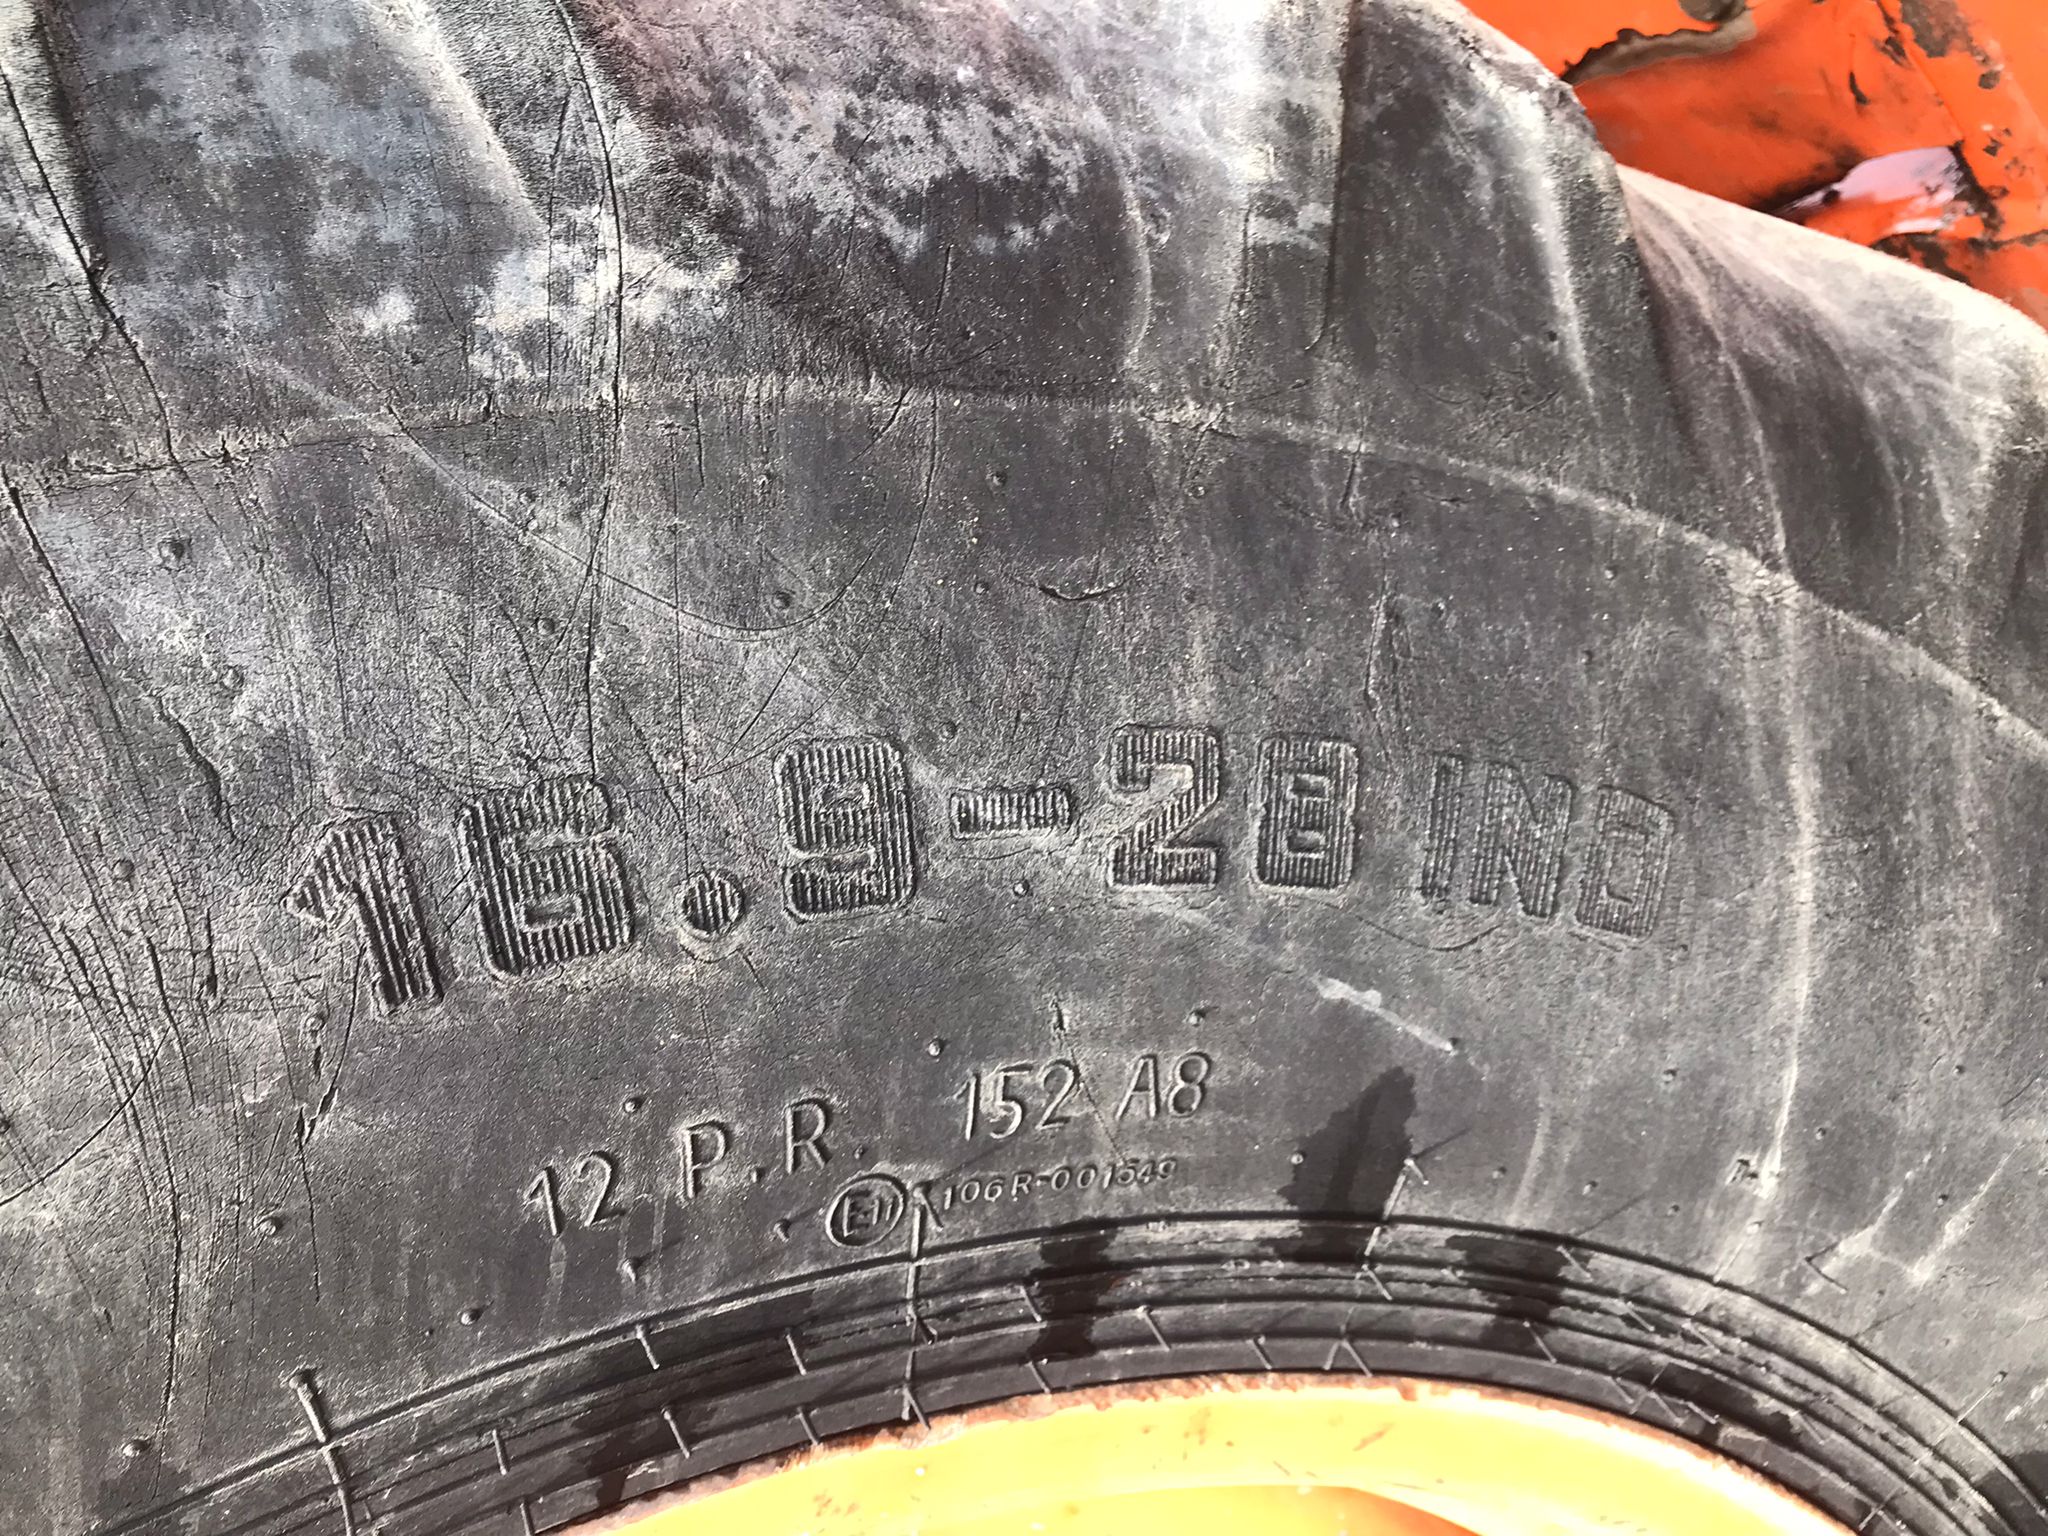 16.9-28 IND
12 P.R. 152 A8
E11 106R-001549